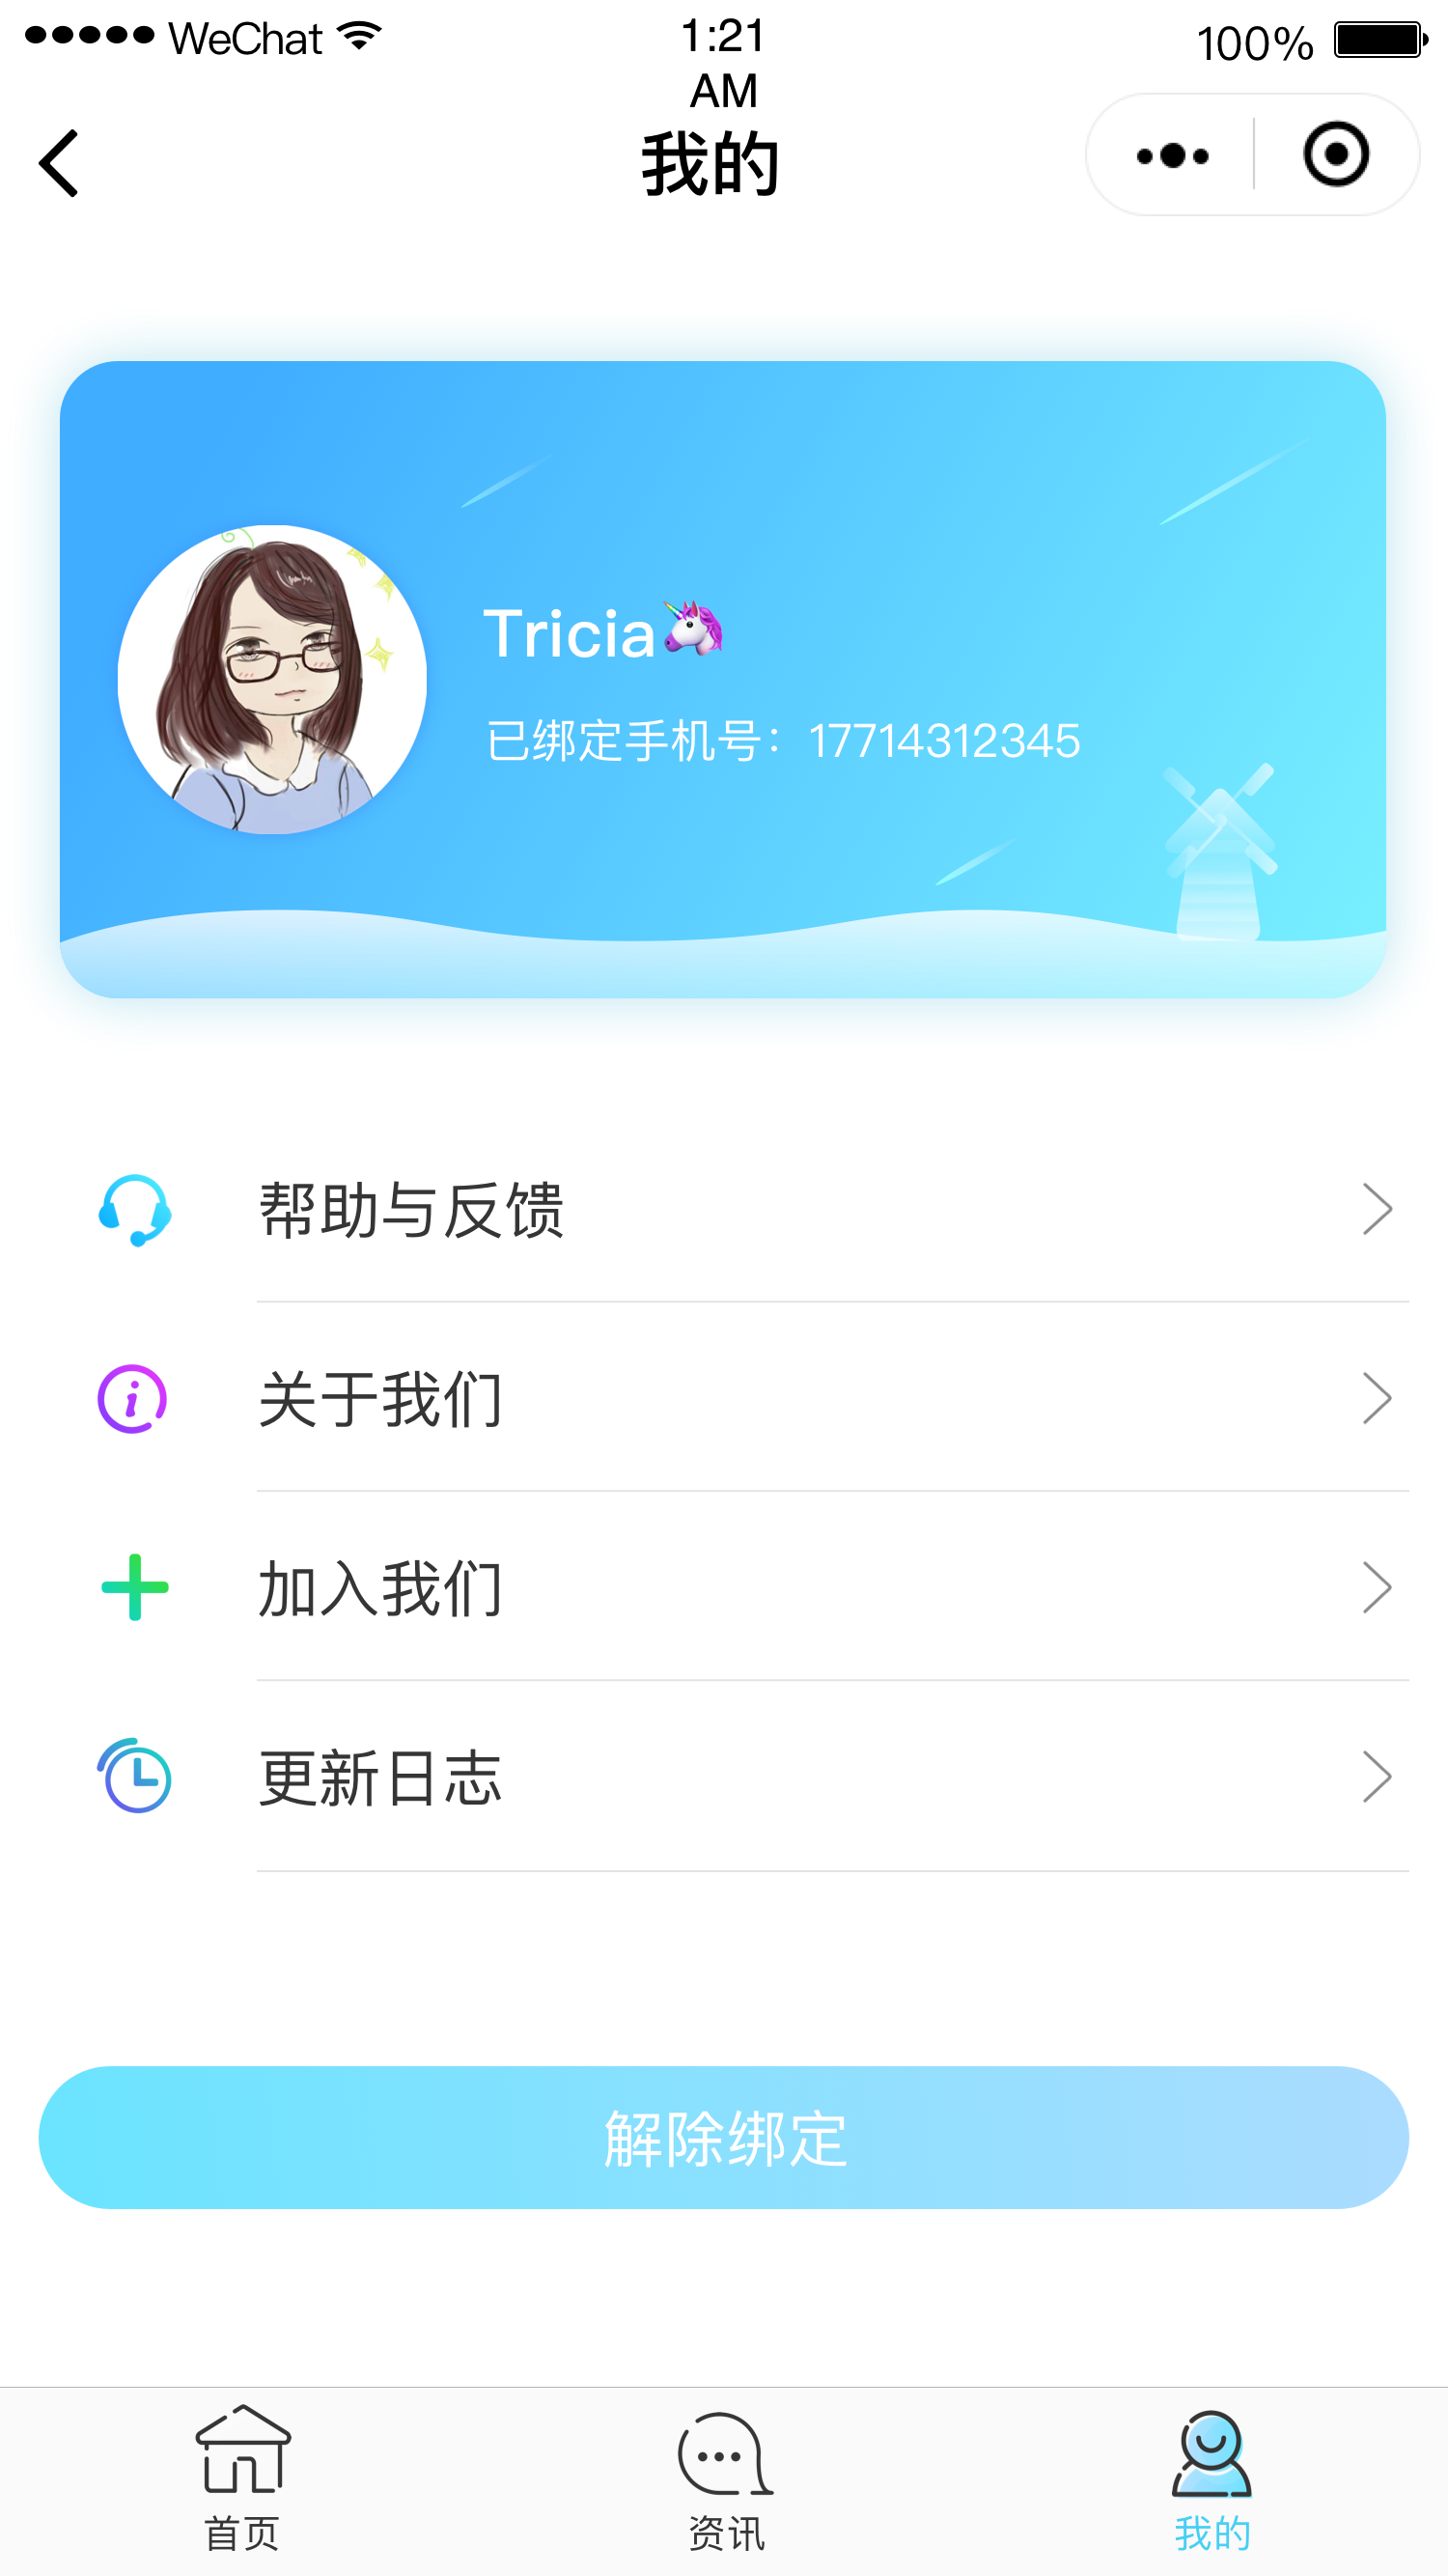 WeChat
1:21
AM
100%
我的
Tricia🦄
已绑定手机号：17714312345
帮助与反馈
关于我们
加入我们
更新日志
解除绑定
首页
资讯
我的